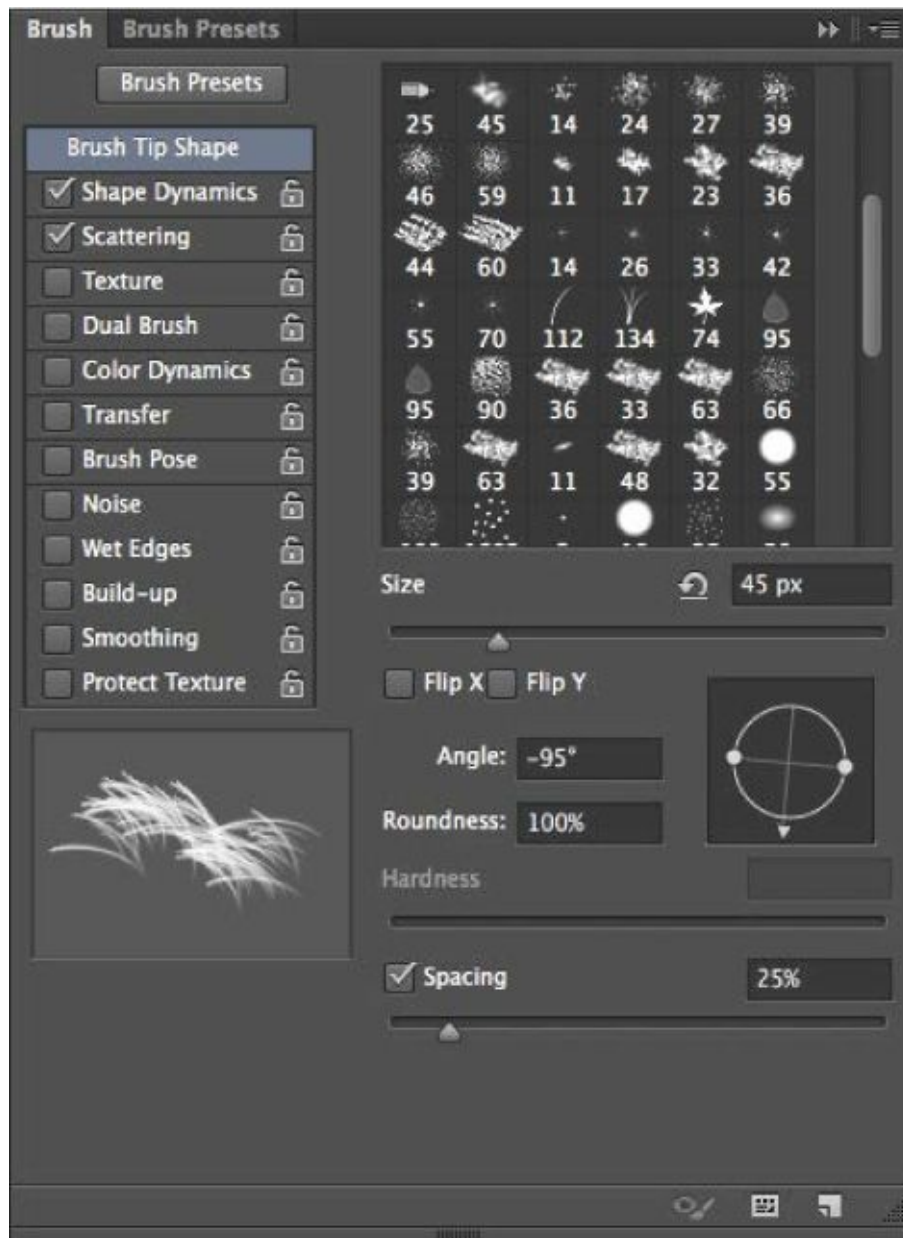 Brush Brush Presets
Brush Presets
Brush Tip Shape
Shape Dynamics
Scattering
Texture
Dual Brush
Color Dynamics
Transfer
Brush Pose
Noise
Wet Edges
Build-up
Smoothing
Protect Texture
25 45 14 24 27 39
46 59 11 17 23 36
44 60 14 26 33 42
55 70 112 134 74 95
95 90 36 33 63 66
39 63 11 48 32 55
Size 45 px
Flip X Flip Y
Angle: -95°
Roundness: 100%
Hardness
Spacing 25%